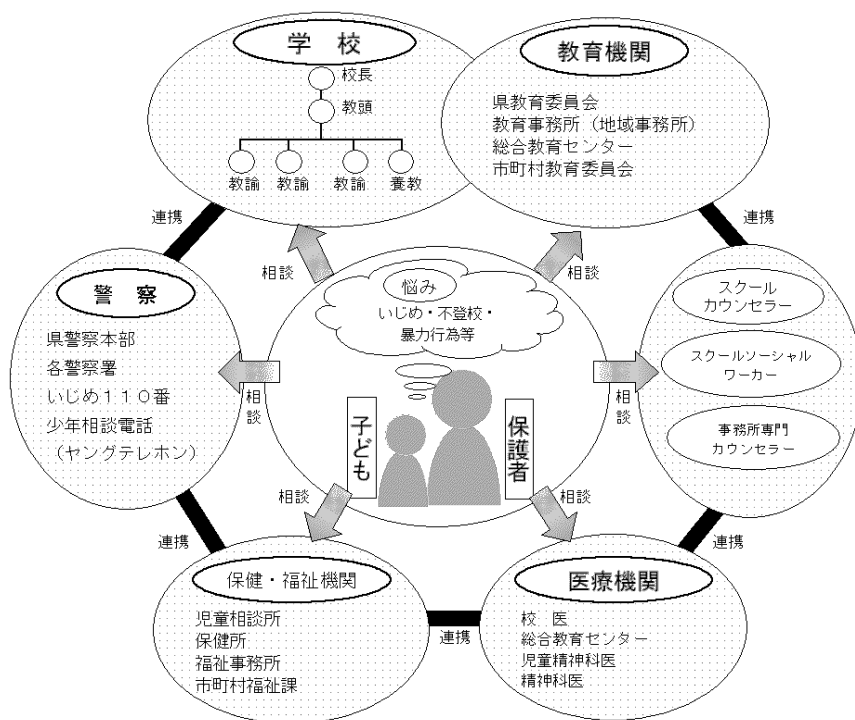 学　校
校長
教頭
教諭
教諭
教諭
養教
教育機関
県教育委員会
教育事務所（地域事務所）
総合教育センター
市町村教育委員会
連携
連携
相談
相談
警　察
県警察本部
各警察署
いじめ１１０番
少年相談電話
（ヤングテレホン）
悩み
いじめ・不登校・
暴力行為等
スクール
カウンセラー
スクールソーシャル
ワーカー
事務所専門
カウンセラー
相談
相談
子ども
保護者
相談
相談
連携
連携
保健・福祉機関
児童相談所
保健所
福祉事務所
市町村福祉課
連携
医療機関
校　医
総合教育センター
児童精神科医
精神科医